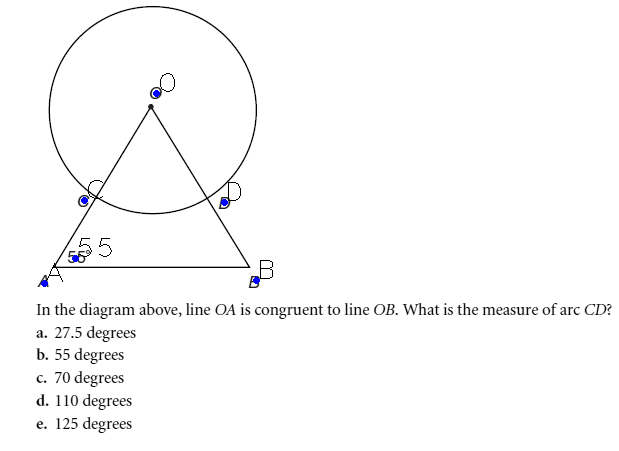 O
O
C
C
D
D
55
55°
A
A
B
B
In the diagram above, line OA is congruent to line OB. What is the measure of arc CD?
a. 27.5 degrees
b. 55 degrees
c. 70 degrees
d. 110 degrees
e. 125 degrees